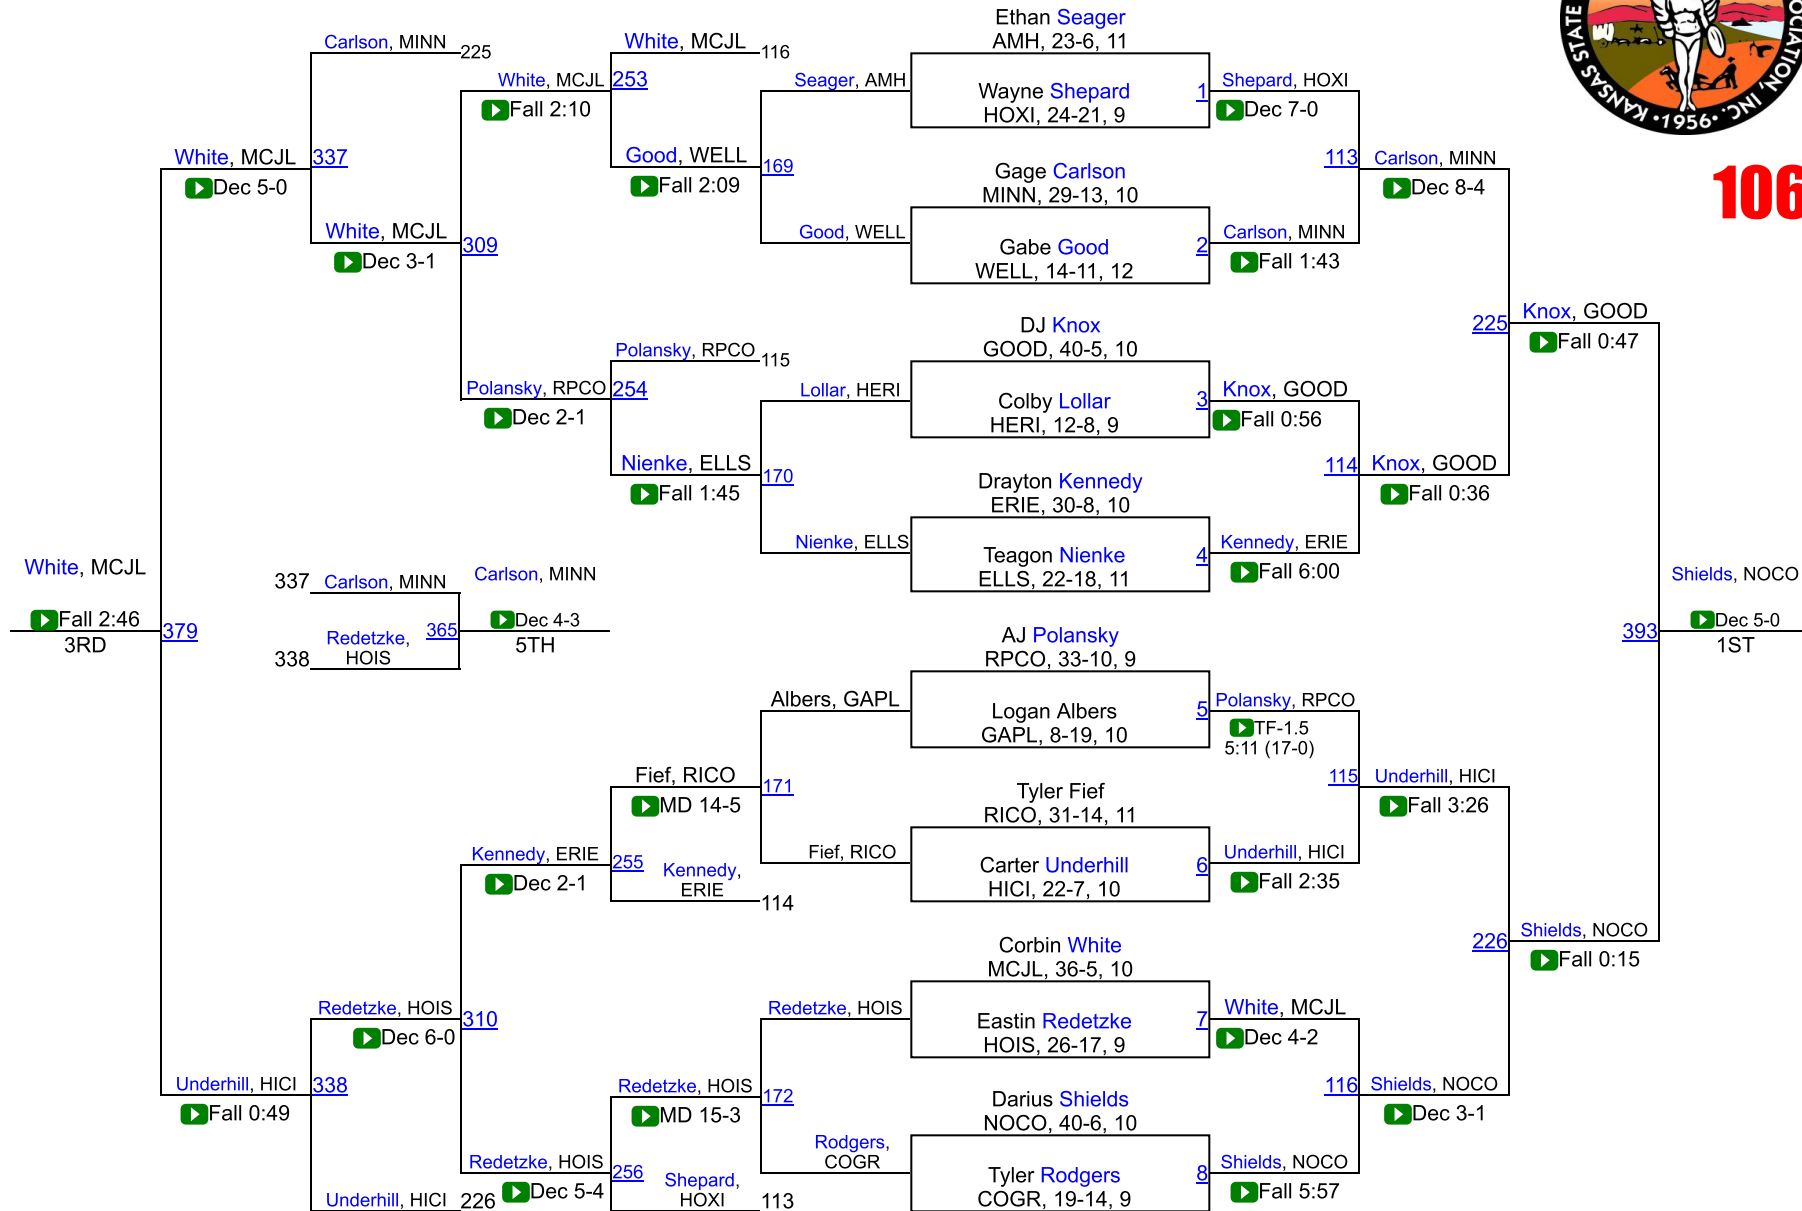 Ethan Seager
AMH, 23-6, 11
Wayne Shepard
HOXI, 24-21, 9
Gage Carlson
MINN, 29-13, 10
Gabe Good
WELL, 14-11, 12
DJ Knox
GOOD, 40-5, 10
Colby Lollar
HERI, 12-8, 9
Drayton Kennedy
ERIE, 30-8, 10
Teagon Nienke
ELLS, 22-18, 11
AJ Polansky
RPCO, 33-10, 9
Logan Albers
GAPL, 8-19, 10
Tyler Fief
RICO, 31-14, 11
Carter Underhill
HICI, 22-7, 10
Corbin White
MCJL, 36-5, 10
Eastin Redetzke
HOIS, 26-17, 9
Darius Shields
NOCO, 40-6, 10
Tyler Rodgers
COGR, 19-14, 9
1
Shepard, HOXI
Dec 7-0
2
Carlson, MINN
Fall 1:43
3
Knox, GOOD
Fall 0:56
4
Kennedy, ERIE
Fall 6:00
5
Polansky, RPCO
TF-1.5
5:11 (17-0)
6
Underhill, HICI
Fall 2:35
7
White, MCJL
Dec 4-2
8
Shields, NOCO
Fall 5:57
113
Carlson, MINN
Dec 8-4
114
Knox, GOOD
Fall 0:36
115
Underhill, HICI
Fall 3:26
116
Shields, NOCO
Dec 3-1
225
Knox, GOOD
Fall 0:47
226
Shields, NOCO
Fall 0:15
393
Shields, NOCO
Dec 5-0
1ST
Seager, AMH
Good, WELL
Lollar, HERI
Nienke, ELLS
Albers, GAPL
Fief, RICO
Redetzke, HOIS
Rodgers,
COGR
White, MCJL
116
169
Good, WELL
Fall 2:09
Polansky, RPCO
115
170
Nienke, ELLS
Fall 1:45
171
Fief, RICO
MD 14-5
Kennedy,
ERIE
114
172
Redetzke, HOIS
MD 15-3
Shepard,
HOXI
113
253
White, MCJL
Fall 2:10
254
Polansky, RPCO
Dec 2-1
255
Kennedy, ERIE
Dec 2-1
256
Redetzke, HOIS
Dec 5-4
Carlson, MINN
225
309
White, MCJL
Dec 3-1
310
Redetzke, HOIS
Dec 6-0
Underhill, HICI
226
337
White, MCJL
Dec 5-0
338
Underhill, HICI
Fall 0:49
379
White, MCJL
Fall 2:46
3RD
337
Carlson, MINN
338
Redetzke,
HOIS
365
Carlson, MINN
Dec 4-3
5TH
KANSAS STATE
INC.
•1956•
106